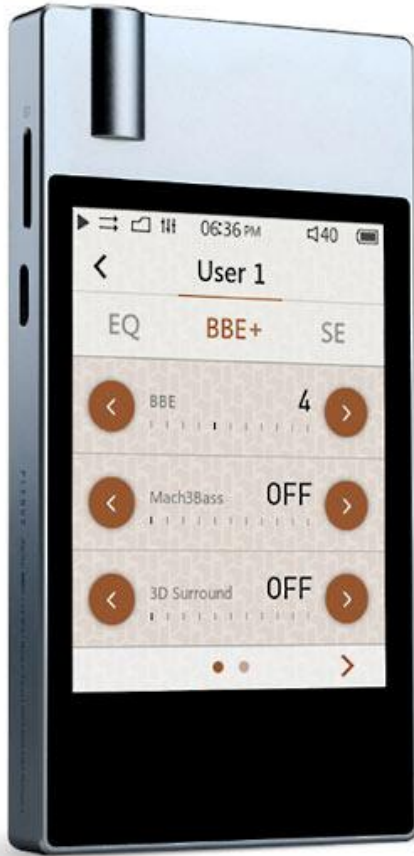 06:36 PM 40
User 1
EQ BBE+ SE
BBE 4
Mach3Bass OFF
3D Surround OFF